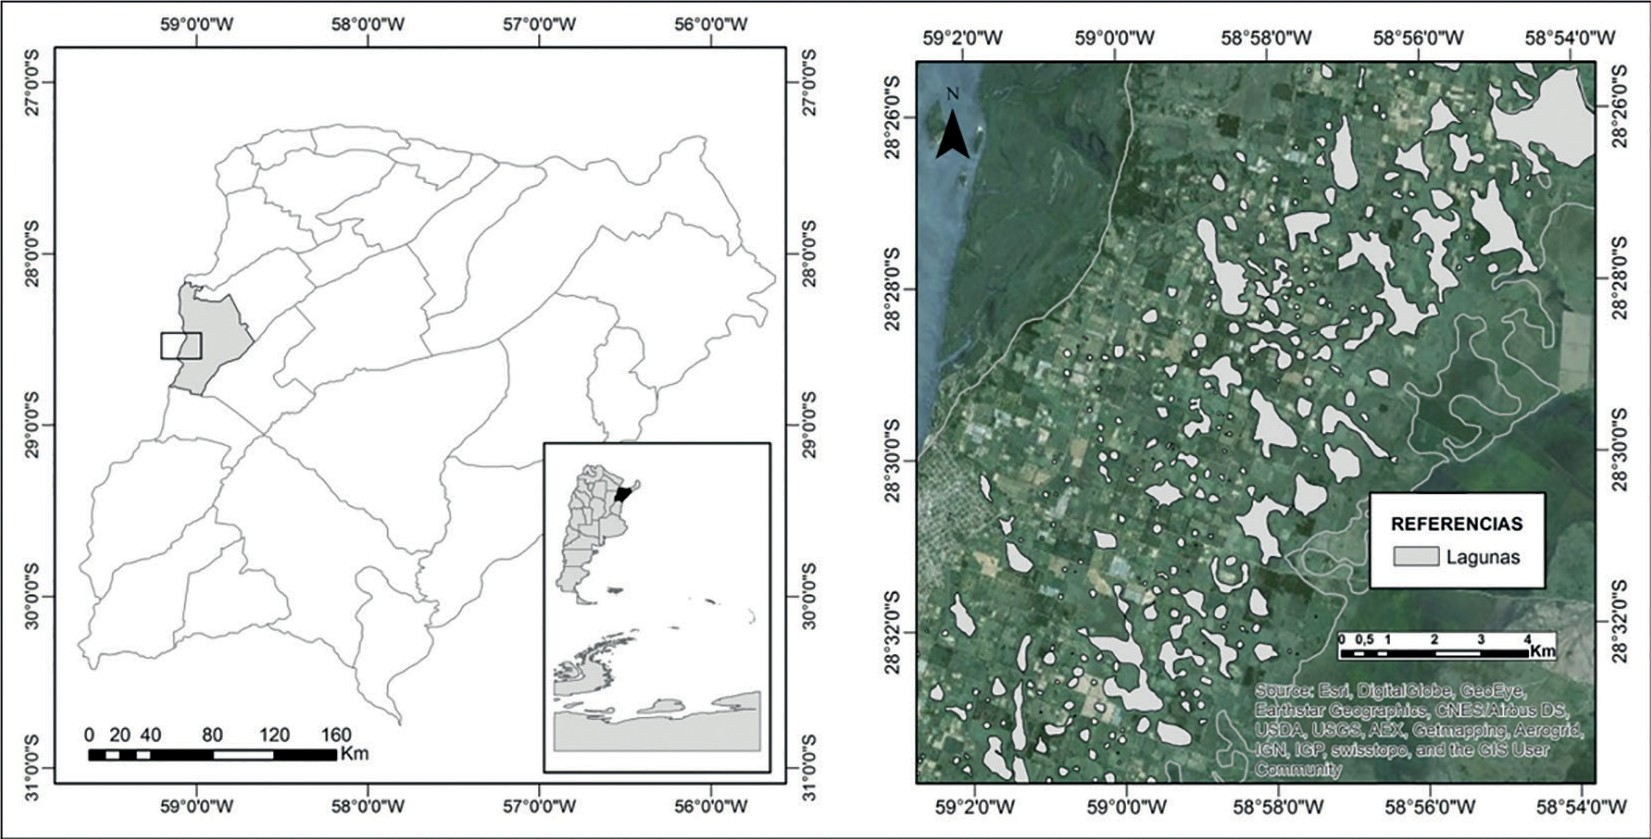 59°0'0"W 58°0'0"W 57°0'0"W 56°0'0"W
27°0'0"S
28°0'0"S
29°0'0"S
30°0'0"S
31°0'0"S
27°0'0"S
28°0'0"S
29°0'0"S
30°0'0"S
31°0'0"S
0 20 40 80 120 160
Km
59°0'0"W 58°0'0"W 57°0'0"W 56°0'0"W
59°2'0"W 59°0'0"W 58°58'0"W 58°56'0"W 58°54'0"W
28°26'0"S
28°28'0"S
28°30'0"S
28°32'0"S
N
28°26'0"S
28°28'0"S
28°30'0"S
28°32'0"S
REFERENCIAS
Lagunas
0 0,5 1 2 3 4
Km
Source: Esri, DigitalGlobe, GeoEye,
Earthstar Geographics, CNES/Airbus DS,
USDA, USGS, AEX, Getmapping, Aerogrid,
IGN, IGP, swisstopo, and the GIS User
Community
59°2'0"W 59°0'0"W 58°58'0"W 58°56'0"W 58°54'0"W